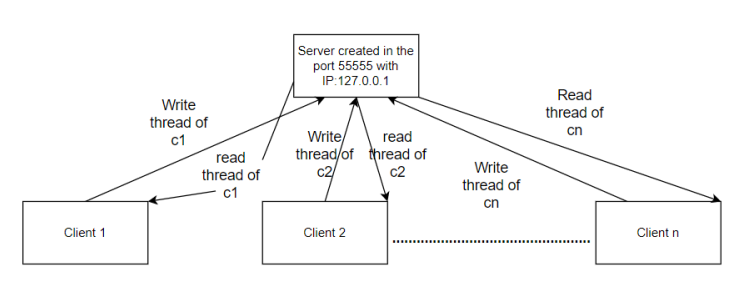 Server created in the
port 55555 with
IP:127.0.0.1
Write
thread of
c1
read
thread of
c1
Write
thread of
c2
read
thread of
c2
Write
thread of
cn
Read
thread of
cn
Client 1
Client 2
Client n